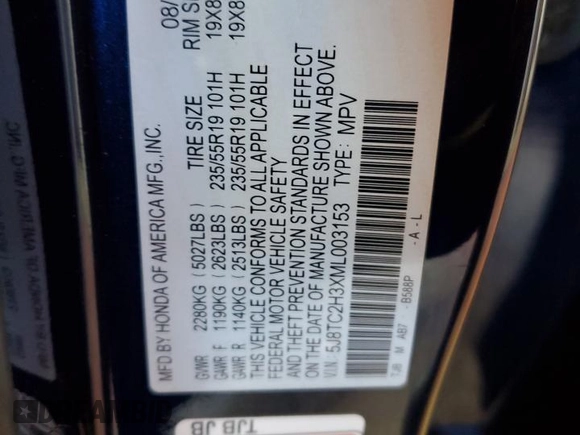 MFD BY HONDA OF AMERICA MFG., INC. 08/
GVWR 2280KG (5027LBS) TIRE SIZE RIM S
GAWR F 1190KG (2623LBS) 235/55R19 101H 19X8
GAWR R 1140KG (2513LBS) 235/55R19 101H 19X8
THIS VEHICLE CONFORMS TO ALL APPLICABLE
FEDERAL MOTOR VEHICLE SAFETY
AND THEFT PREVENTION STANDARDS IN EFFECT
ON THE DATE OF MANUFACTURE SHOWN ABOVE.
V.I.N.: 5J8TC2H3XML003153 TYPE: MPV
TJB M AB7 -B588P -A-L
TJB JB